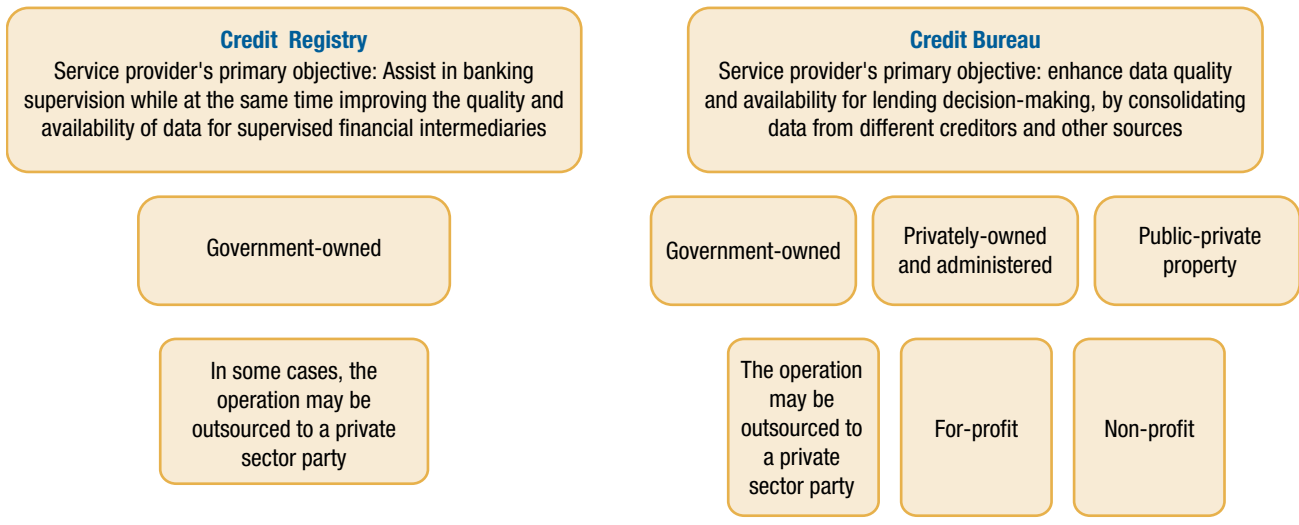 Credit Registry
Service provider's primary objective: Assist in banking
supervision while at the same time improving the quality and
availability of data for supervised financial intermediaries
Government-owned
In some cases, the
operation may be
outsourced to a private
sector party
Credit Bureau
Service provider's primary objective: enhance data quality
and availability for lending decision-making, by consolidating
data from different creditors and other sources
Government-owned
Privately-owned
and administered
Public-private
property
The operation
may be
outsourced to
a private
sector party
For-profit
Non-profit